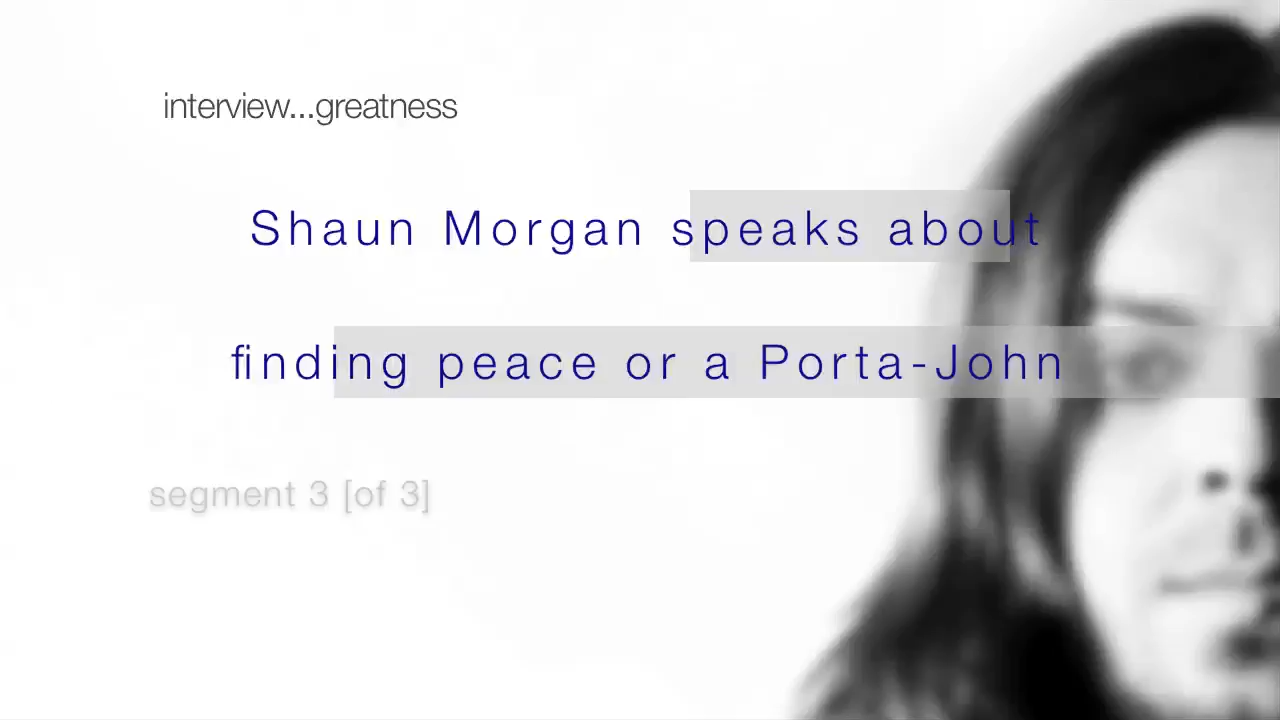 interview...greatness
Shaun Morgan speaks about
finding peace or a Porta-John
segment 3 [of 3]